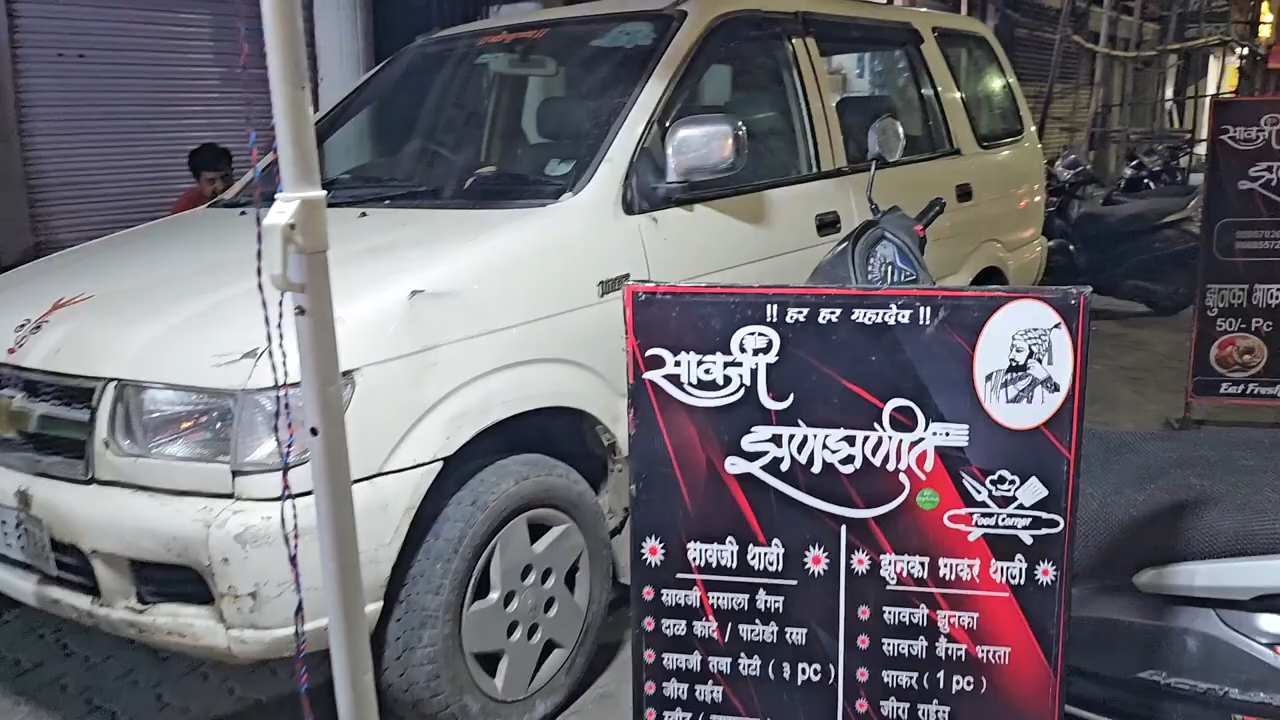 !! हर हर महादेव !!
सावजी
झणझणीत
Food Corner
सावजी थाली
सावजी मसाला बैंगन
दाळ कांदे / पाटोडी रसा
सावजी तवा रोटी ( ३ pc )
जीरा राईस
झुनका भाकर थाली
सावजी झुनका
सावजी बैंगन भरता
भाकर ( 1 pc )
जीरा राईस
सावजी
झुनका भाक
50/- Pc
Eat Fres